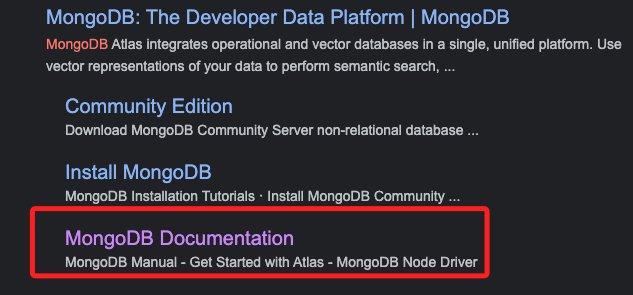 MongoDB: The Developer Data Platform | MongoDB
MongoDB Atlas integrates operational and vector databases in a single, unified platform. Use
vector representations of your data to perform semantic search, ...
Community Edition
Download MongoDB Community Server non-relational database ...
Install MongoDB
MongoDB Installation Tutorials · Install MongoDB Community ...
MongoDB Documentation
MongoDB Manual - Get Started with Atlas - MongoDB Node Driver